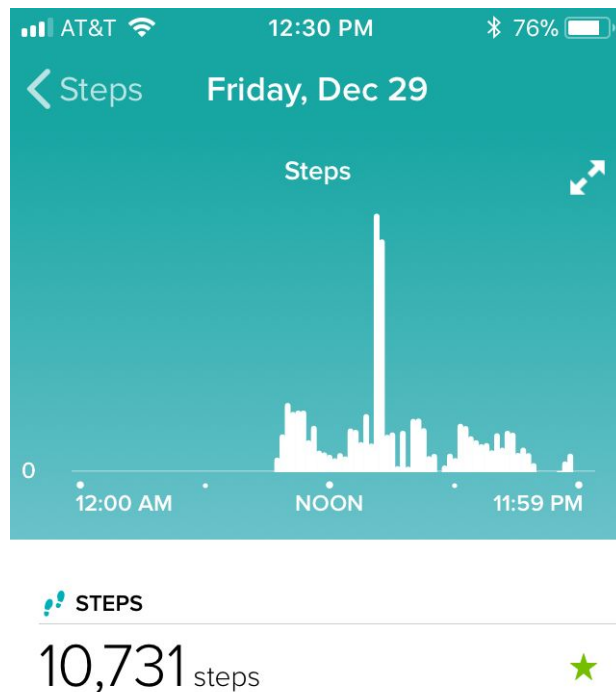 AT&T 12:30 PM 76%
Steps Friday, Dec 29
Steps
0
12:00 AM NOON 11:59 PM
STEPS
10,731 steps